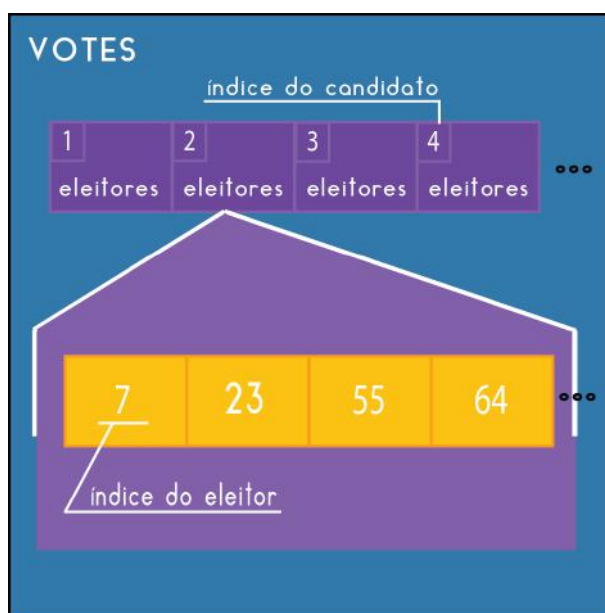 VOTES
índice do candidato
1 2 3 4
eleitores eleitores eleitores eleitores
7 23 55 64
índice do eleitor